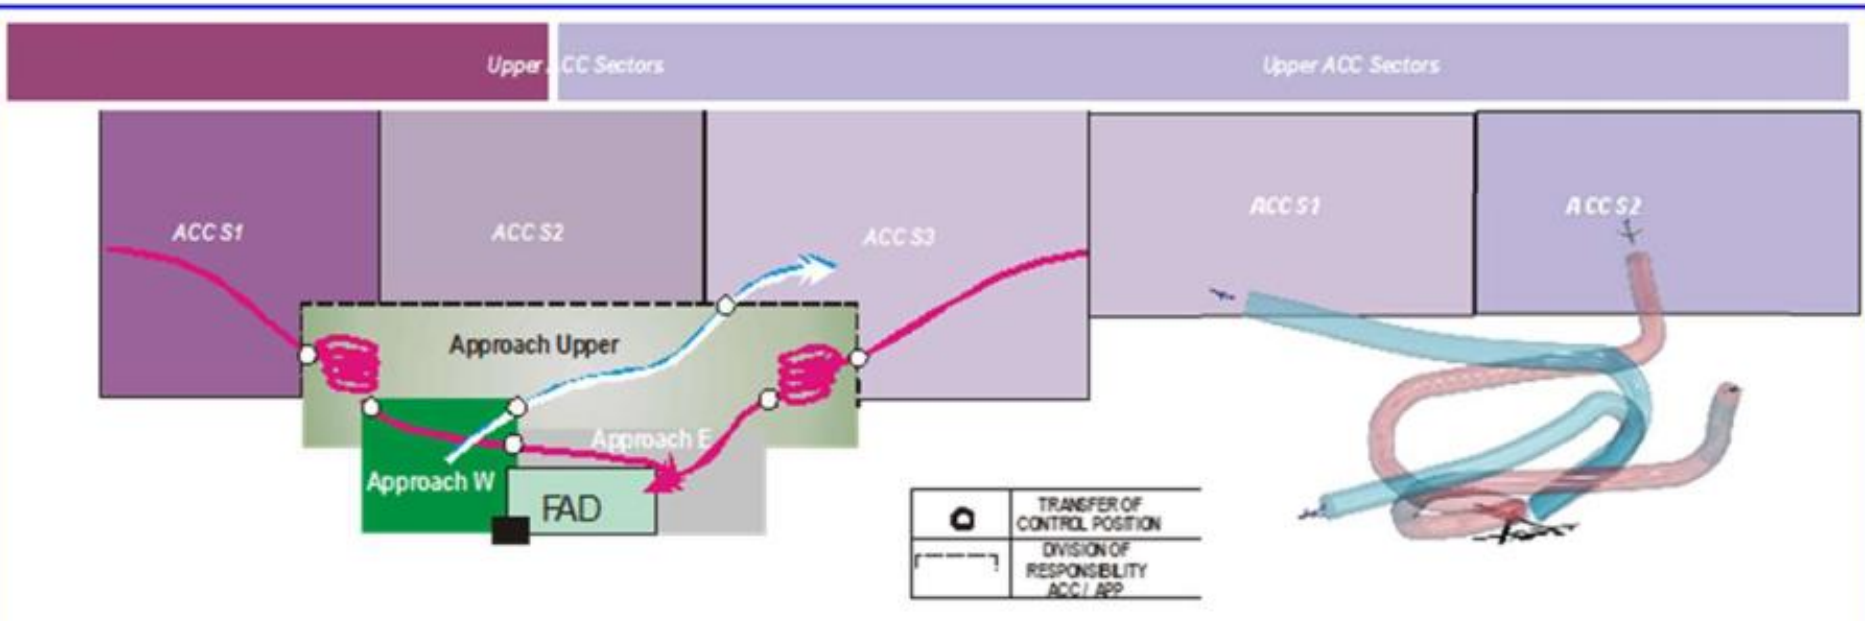 Upper ACC Sectors
Upper ACC Sectors
ACC S1
ACC S2
ACC S3
ACC S1
ACC S2
Approach Upper
Approach E
Approach W
FAD
TRANSFER OF
CONTROL POSITION
DIVISION OF
RESPONSIBILITY
ACC / APP